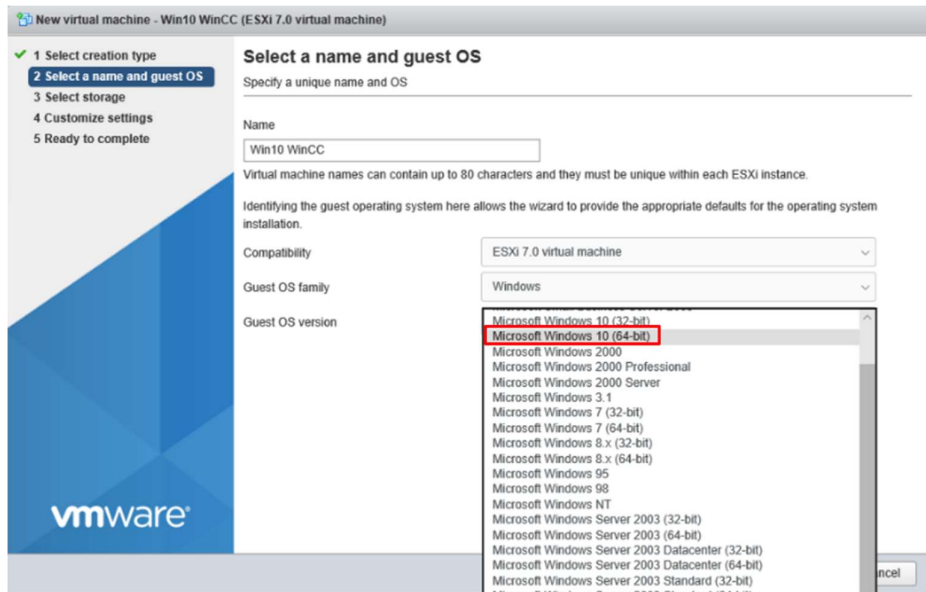 New virtual machine - Win10 WinCC (ESXi 7.0 virtual machine)
1 Select creation type
2 Select a name and guest OS
3 Select storage
4 Customize settings
5 Ready to complete
vmware®
Select a name and guest OS
Specify a unique name and OS
Name
Win10 WinCC
Virtual machine names can contain up to 80 characters and they must be unique within each ESXi instance.
Identifying the guest operating system here allows the wizard to provide the appropriate defaults for the operating system
installation.
Compatibility
ESXi 7.0 virtual machine
Guest OS family
Windows
Guest OS version
Microsoft Windows 10 (32-bit)
Microsoft Windows 10 (64-bit)
Microsoft Windows 2000
Microsoft Windows 2000 Professional
Microsoft Windows 2000 Server
Microsoft Windows 3.1
Microsoft Windows 7 (32-bit)
Microsoft Windows 7 (64-bit)
Microsoft Windows 8.x (32-bit)
Microsoft Windows 8.x (64-bit)
Microsoft Windows 95
Microsoft Windows 98
Microsoft Windows NT
Microsoft Windows Server 2003 (32-bit)
Microsoft Windows Server 2003 (64-bit)
Microsoft Windows Server 2003 Datacenter (32-bit)
Microsoft Windows Server 2003 Datacenter (64-bit)
Microsoft Windows Server 2003 Standard (32-bit)
ncel